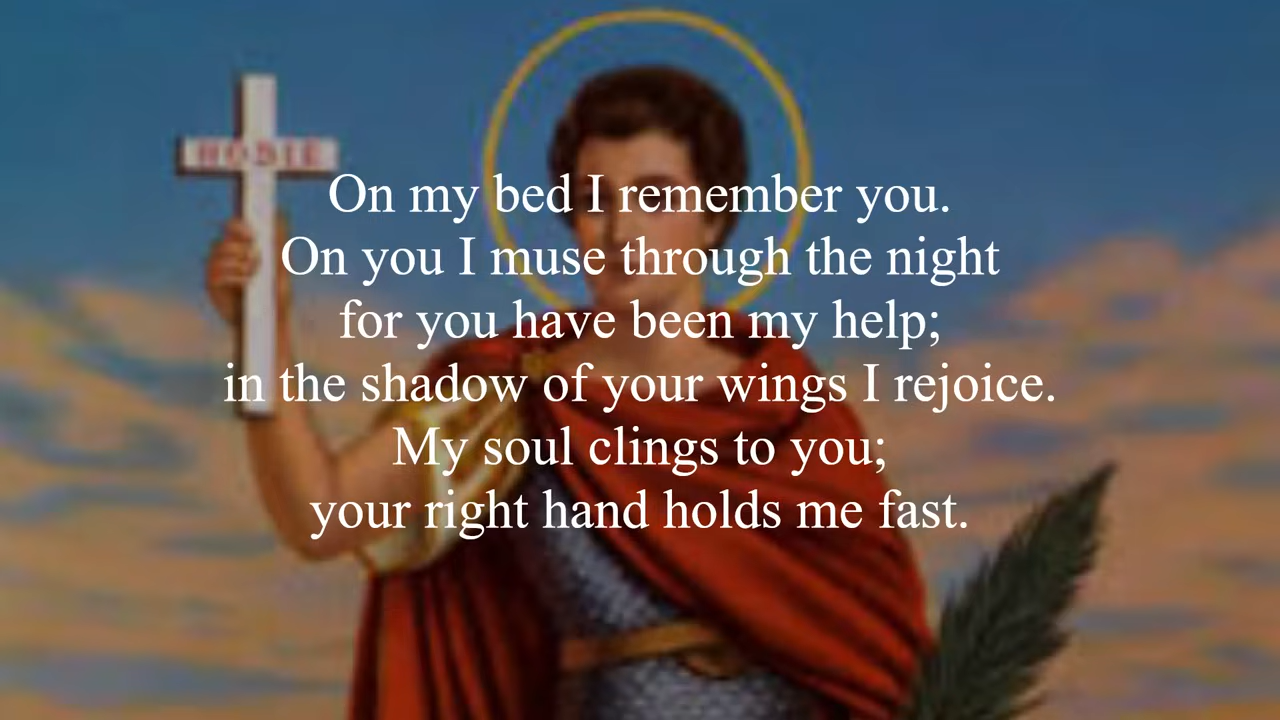 HODIE
On my bed I remember you.
On you I muse through the night
for you have been my help;
in the shadow of your wings I rejoice.
My soul clings to you;
your right hand holds me fast.